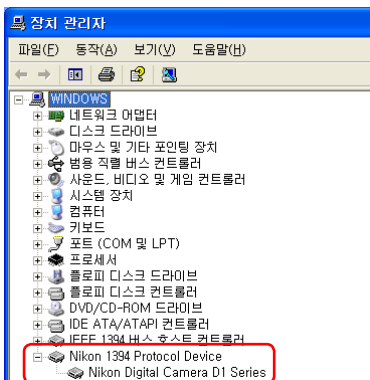 장치 관리자
파일(F) 동작(A) 보기(V) 도움말(H)
WINDOWS
네트워크 어댑터
디스크 드라이브
마우스 및 기타 포인팅 장치
범용 직렬 버스 컨트롤러
사운드, 비디오 및 게임 컨트롤러
시스템 장치
컴퓨터
키보드
포트 (COM 및 LPT)
프로세서
플로피 디스크 드라이브
플로피 디스크 컨트롤러
DVD/CD-ROM 드라이브
IDE ATA/ATAPI 컨트롤러
IEEE 1394 버스 호스트 컨트롤러
Nikon 1394 Protocol Device
Nikon Digital Camera D1 Series